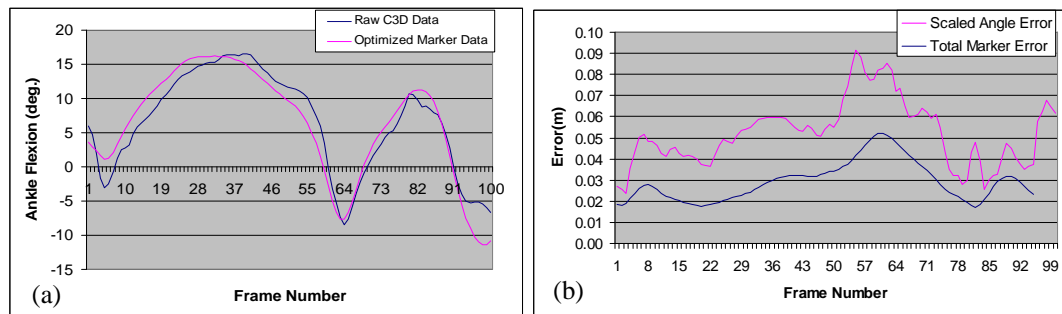 Raw C3D Data
Optimized Marker Data
20
15
10
5
0
-5
-10
-15
1 10 19 28 37 46 55 64 73 82 91 100
Ankle Flexion (deg.)
Frame Number
(a)
Scaled Angle Error
Total Marker Error
0.10
0.09
0.08
0.07
0.06
0.05
0.04
0.03
0.02
0.01
0.00
1 8 15 22 29 36 43 50 57 64 71 78 85 92 99
Error(m)
Frame Number
(b)